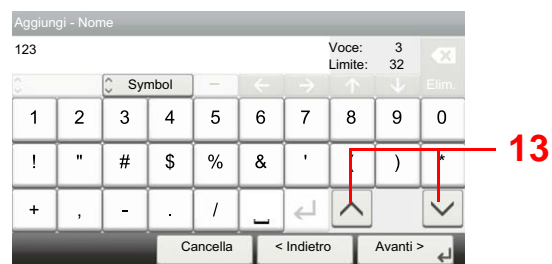 Aggiungi - Nome
123 Voce: 3
Limite: 32
Symbol Elim.
1 2 3 4 5 6 7 8 9 0
! " # $ % & ' ( ) *
+ , - . / ⎵
Cancella < Indietro Avanti >
13